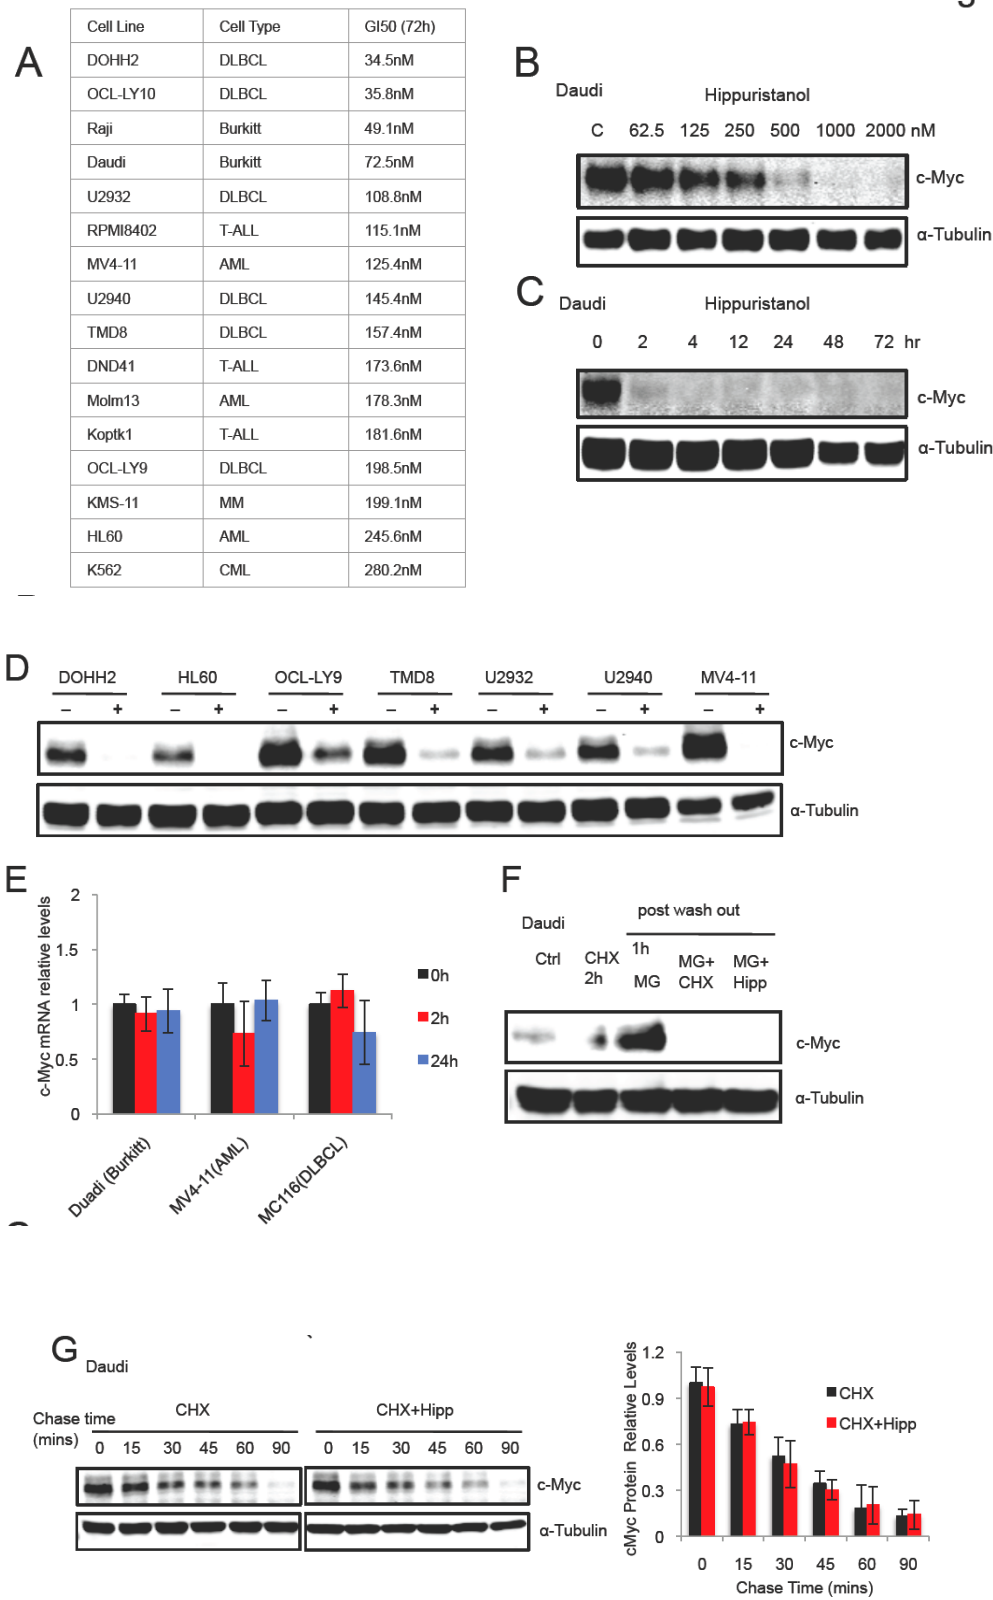 A
Cell Line Cell Type GI50 (72h)
DOHH2 DLBCL 34.5nM
OCL-LY10 DLBCL 35.8nM
Raji Burkitt 49.1nM
Daudi Burkitt 72.5nM
U2932 DLBCL 108.8nM
RPMI8402 T-ALL 115.1nM
MV4-11 AML 125.4nM
U2940 DLBCL 145.4nM
TMD8 DLBCL 157.4nM
DND41 T-ALL 173.6nM
Molm13 AML 178.3nM
Koptk1 T-ALL 181.6nM
OCL-LY9 DLBCL 198.5nM
KMS-11 MM 199.1nM
HL60 AML 245.6nM
K562 CML 280.2nM
B
Daudi Hippuristanol
C 62.5 125 250 500 1000 2000 nM
c-Myc
α-Tubulin
C
Daudi Hippuristanol
0 2 4 12 24 48 72 hr
c-Myc
α-Tubulin
D
DOHH2 HL60 OCL-LY9 TMD8 U2932 U2940 MV4-11
– + – + – + – + – + – + – +
c-Myc
α-Tubulin
E
c-Myc mRNA relative levels
2
1.5
1
0.5
0
0h
2h
24h
Duadi (Burkitt)
MV4-11(AML)
MC116(DLBCL)
F
Daudi
post wash out
Ctrl
CHX
2h
1h
MG
MG+
CHX
MG+
Hipp
c-Myc
α-Tubulin
G
Daudi
Chase time
(mins)
CHX CHX+Hipp
0 15 30 45 60 90 0 15 30 45 60 90
c-Myc
α-Tubulin
cMyc Protein Relative Levels
1.2
0.9
0.6
0.3
0
CHX
CHX+Hipp
0 15 30 45 60 90
Chase Time (mins)